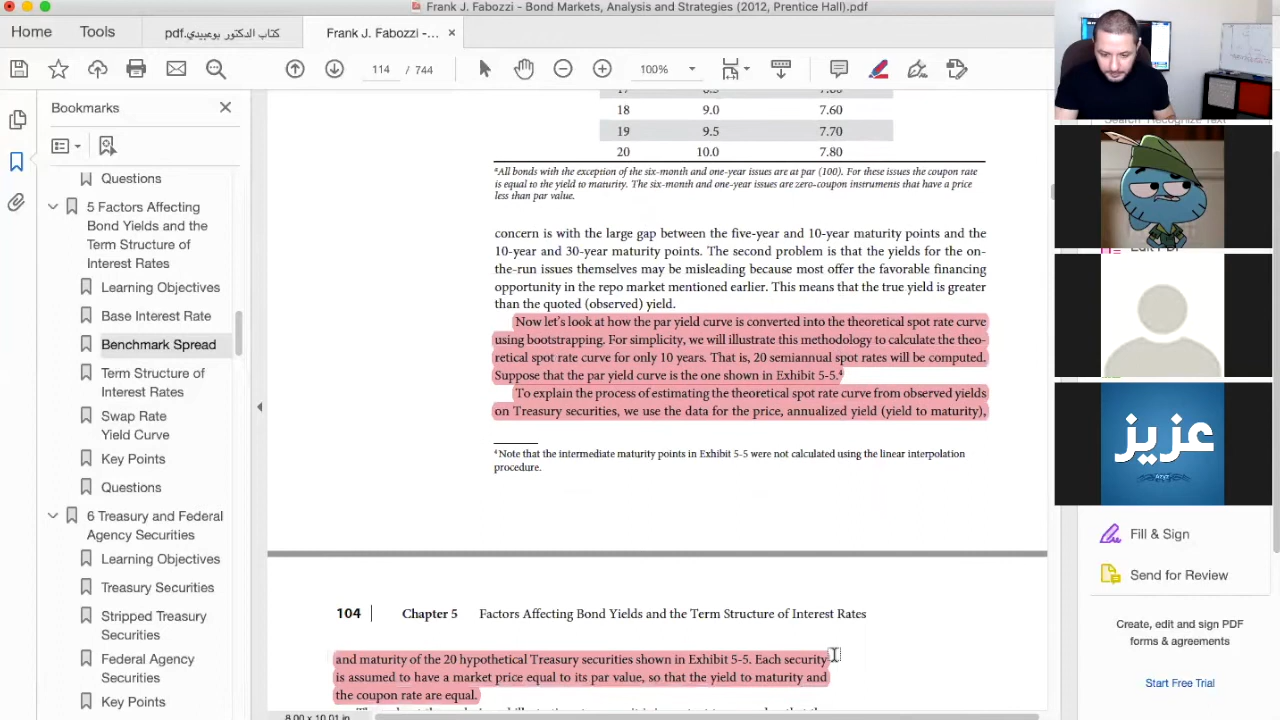 Frank J. Fabozzi - Bond Markets, Analysis and Strategies (2012, Prentice Hall).pdf
Home
Tools
كتاب الدكتور بوعبيدي.pdf
Frank J. Fabozzi -...
114 / 744
100%
Bookmarks
Questions
5 Factors Affecting
Bond Yields and the
Term Structure of
Interest Rates
Learning Objectives
Base Interest Rate
Benchmark Spread
Term Structure of
Interest Rates
Swap Rate
Yield Curve
Key Points
Questions
6 Treasury and Federal
Agency Securities
Learning Objectives
Treasury Securities
Stripped Treasury
Securities
Federal Agency
Securities
Key Points
18 9.0 7.60
19 9.5 7.70
20 10.0 7.80
ᵃAll bonds with the exception of the six-month and one-year issues are at par (100). For these issues the coupon rate
is equal to the yield to maturity. The six-month and one-year issues are zero-coupon instruments that have a price
less than par value.
concern is with the large gap between the five-year and 10-year maturity points and the
10-year and 30-year maturity points. The second problem is that the yields for the on-
the-run issues themselves may be misleading because most offer the favorable financing
opportunity in the repo market mentioned earlier. This means that the true yield is greater
than the quoted (observed) yield.
Now let's look at how the par yield curve is converted into the theoretical spot rate curve
using bootstrapping. For simplicity, we will illustrate this methodology to calculate the theo-
retical spot rate curve for only 10 years. That is, 20 semiannual spot rates will be computed.
Suppose that the par yield curve is the one shown in Exhibit 5-5.⁴
To explain the process of estimating the theoretical spot rate curve from observed yields
on Treasury securities, we use the data for the price, annualized yield (yield to maturity),
⁴Note that the intermediate maturity points in Exhibit 5-5 were not calculated using the linear interpolation
procedure.
104 | Chapter 5 Factors Affecting Bond Yields and the Term Structure of Interest Rates
and maturity of the 20 hypothetical Treasury securities shown in Exhibit 5-5. Each security
is assumed to have a market price equal to its par value, so that the yield to maturity and
the coupon rate are equal.
8.00 x 10.01 in
عزيز
Fill & Sign
Send for Review
Create, edit and sign PDF
forms & agreements
Start Free Trial